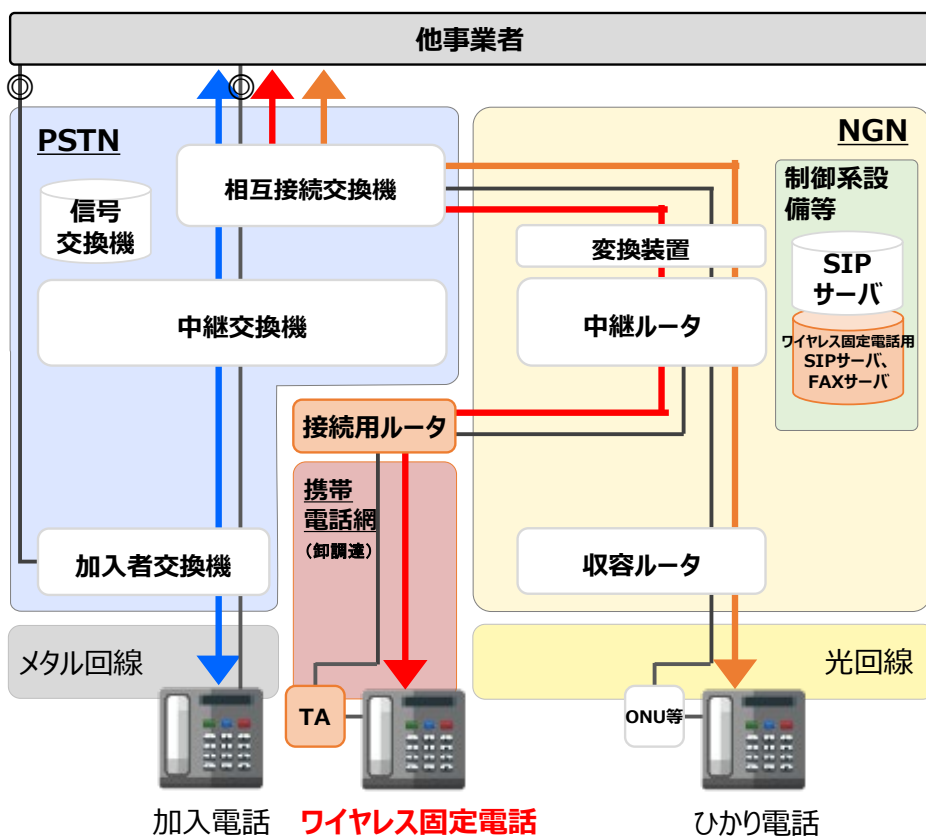 他事業者
PSTN
NGN
相互接続交換機
信号
交換機
制御系設
備等
変換装置
SIP
サーバ
中継交換機
中継ルータ
ワイヤレス固定電話用
SIPサーバ、
FAXサーバ
接続用ルータ
携帯
電話網
（卸調達）
加入者交換機
収容ルータ
メタル回線
光回線
TA
ONU等
加入電話
ワイヤレス固定電話
ひかり電話